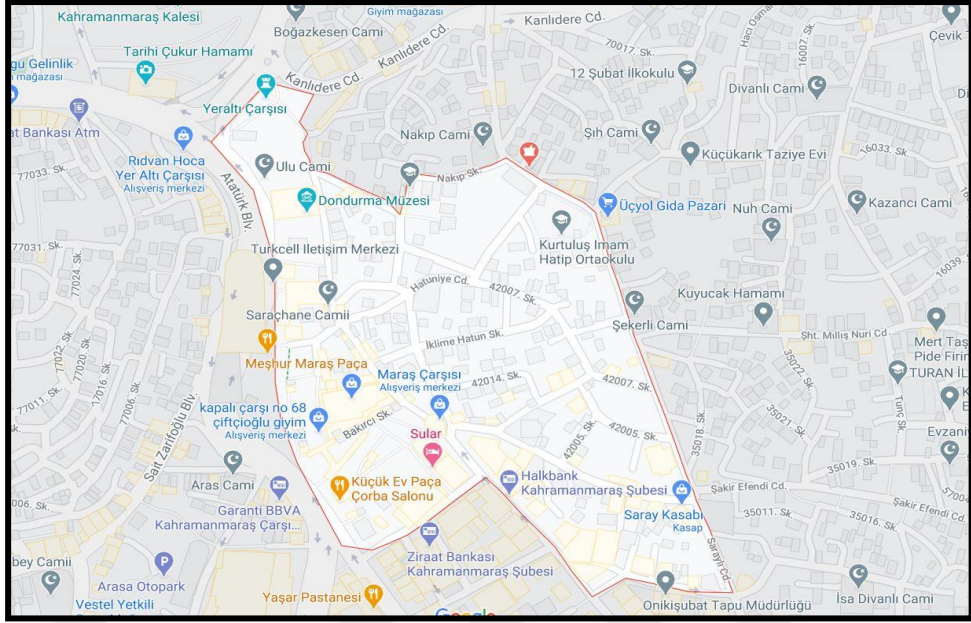 Kahramanmaraş Kalesi
Giyim mağazası
Boğazkesen Cami
Kanlıdere Cd.
Kanlıdere Cd.
Kanlıdere Cd.
70017. Sk.
Hacı Osman
16007. Sk.
Çevik
Tarihi Çukur Hamamı
gu Gelinlik
mağazası
12 Şubat İlkokulu
Divanlı Cami
Di
Yeraltı Çarşısı
at Bankası Atm
Nakıp Cami
Şıh Cami
Küçükarık Taziye Evi
16033. Sk.
Rıdvan Hoca
Yer Altı Çarşısı
Alışveriş merkezi
77033. Sk.
Ulu Cami
Nakıp Sk.
Atatürk Blv.
Dondurma Müzesi
Üçyol Gıda Pazarı
Nuh Cami
Kazancı Cami
77031. Sk.
77024. Sk.
Turkcell İletişim Merkezi
Kurtuluş İmam
Hatip Ortaokulu
16039.
Hatuniye Cd.
42007. Sk.
Kuyucak Hamamı
Saraçhane Camii
Şekerli Cami
Şht. Milliş Nuri Cd.
İklime Hatun Sk.
Mert Taş
Pide Fırın
TURAN İL
77022. Sk.
77020. Sk.
77016. Sk.
Meşhur Maraş Paça
Maraş Çarşısı
Alışveriş merkezi
42014. Sk.
42007. Sk.
35022. Sk.
Tunç Sk.
77011. Sk.
77006. Sk.
kapalı çarşı no 68
çiftçioğlu giyim
Alışveriş merkezi
Bakırcı Sk.
42005. Sk.
42005. Sk.
35018. Sk.
35021. Sk.
Evzani
Sait Zarifoğlu Blv.
Sular
Aras Cami
Küçük Ev Paça
Çorba Salonu
Halkbank
Kahramanmaraş Şubesi
Şakir Efendi Cd.
35019. Sk.
57004
006. Sk.
Garanti BBVA
Kahramanmaraş Çarşı...
Saray Kasabı
Kasap
35011. Sk.
35016. Sk.
Şakir Efendi Cd.
Saraylı Cd.
bey Camii
Arasa Otopark
Ziraat Bankası
Kahramanmaraş Şubesi
Vestel Yetkili
Yaşar Pastanesi
Google
Onikişubat Tapu Müdürlüğü
İsa Divanlı Cami